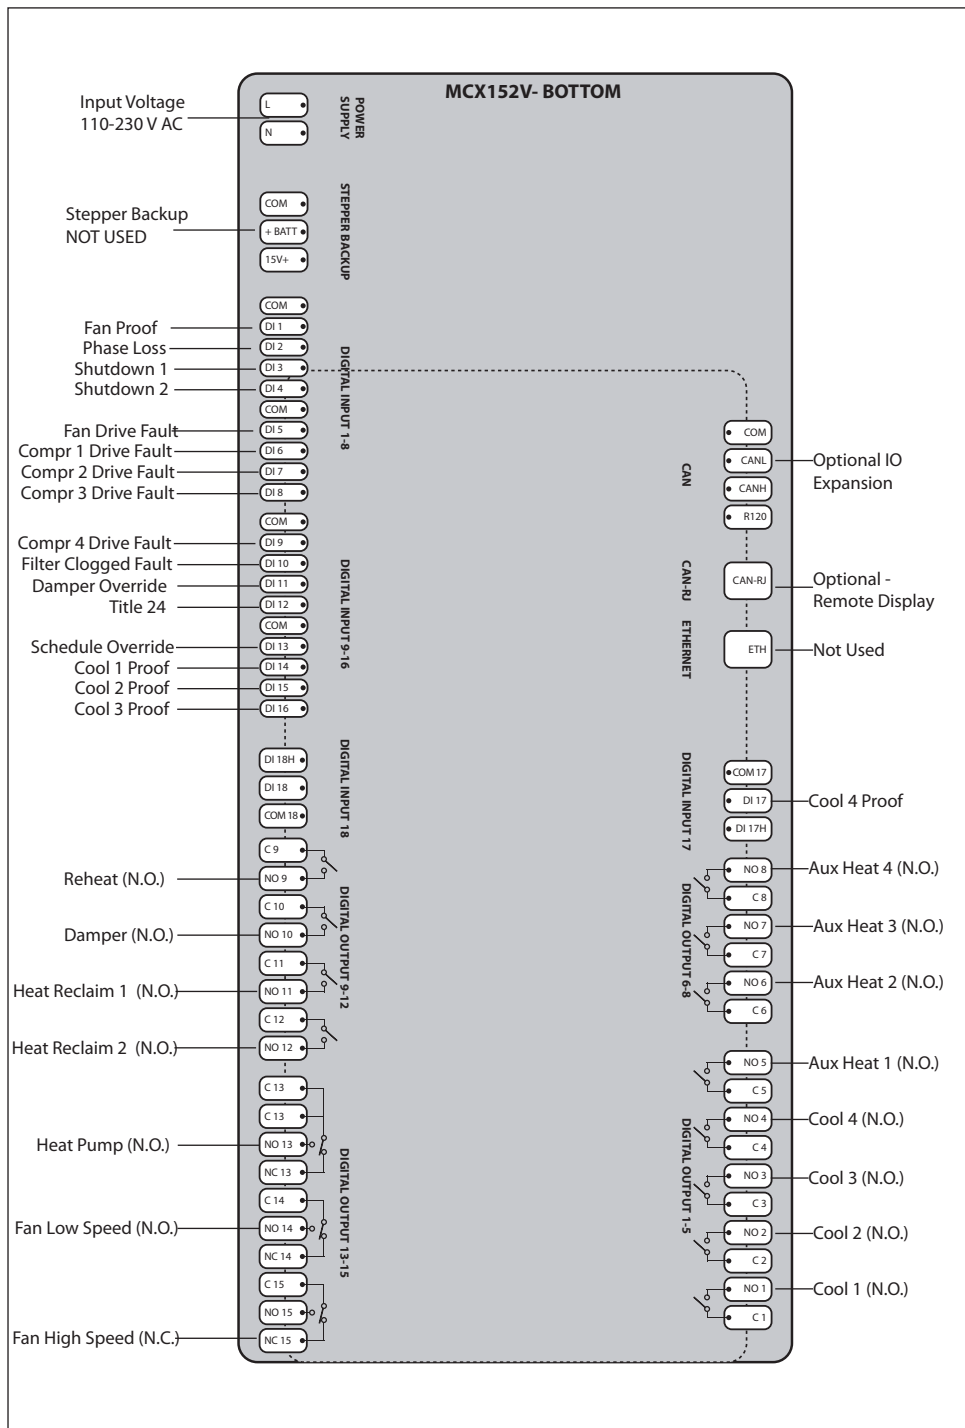 MCX152V- BOTTOM
Input Voltage
110-230 V AC
L
N
POWER
SUPPLY
Stepper Backup
NOT USED
COM
+ BATT
15V+
STEPPER BACKUP
COM
Fan Proof
DI 1
Phase Loss
DI 2
Shutdown 1
DI 3
Shutdown 2
DI 4
COM
Fan Drive Fault
DI 5
Compr 1 Drive Fault
DI 6
Compr 2 Drive Fault
DI 7
Compr 3 Drive Fault
DI 8
DIGITAL INPUT 1-8
COM
Compr 4 Drive Fault
DI 9
Filter Clogged Fault
DI 10
Damper Override
DI 11
Title 24
DI 12
COM
Schedule Override
DI 13
Cool 1 Proof
DI 14
Cool 2 Proof
DI 15
Cool 3 Proof
DI 16
DIGITAL INPUT 9-16
DI 18H
DI 18
COM 18
DIGITAL INPUT 18
C 9
Reheat (N.O.)
NO 9
C 10
Damper (N.O.)
NO 10
C 11
Heat Reclaim 1 (N.O.)
NO 11
C 12
Heat Reclaim 2 (N.O.)
NO 12
DIGITAL OUTPUT 9-12
C 13
C 13
Heat Pump (N.O.)
NO 13
NC 13
C 14
Fan Low Speed (N.O.)
NO 14
NC 14
C 15
NO 15
Fan High Speed (N.C.)
NC 15
DIGITAL OUTPUT 13-15
CAN
COM
CANL
CANH
R120
Optional IO
Expansion
CAN-RJ
CAN-RJ
Optional -
Remote Display
ETHERNET
ETH
Not Used
DIGITAL INPUT 17
COM 17
DI 17
Cool 4 Proof
DI 17H
DIGITAL OUTPUT 6-8
NO 8
Aux Heat 4 (N.O.)
C 8
NO 7
Aux Heat 3 (N.O.)
C 7
NO 6
Aux Heat 2 (N.O.)
C 6
DIGITAL OUTPUT 1-5
NO 5
Aux Heat 1 (N.O.)
C 5
NO 4
Cool 4 (N.O.)
C 4
NO 3
Cool 3 (N.O.)
C 3
NO 2
Cool 2 (N.O.)
C 2
NO 1
Cool 1 (N.O.)
C 1